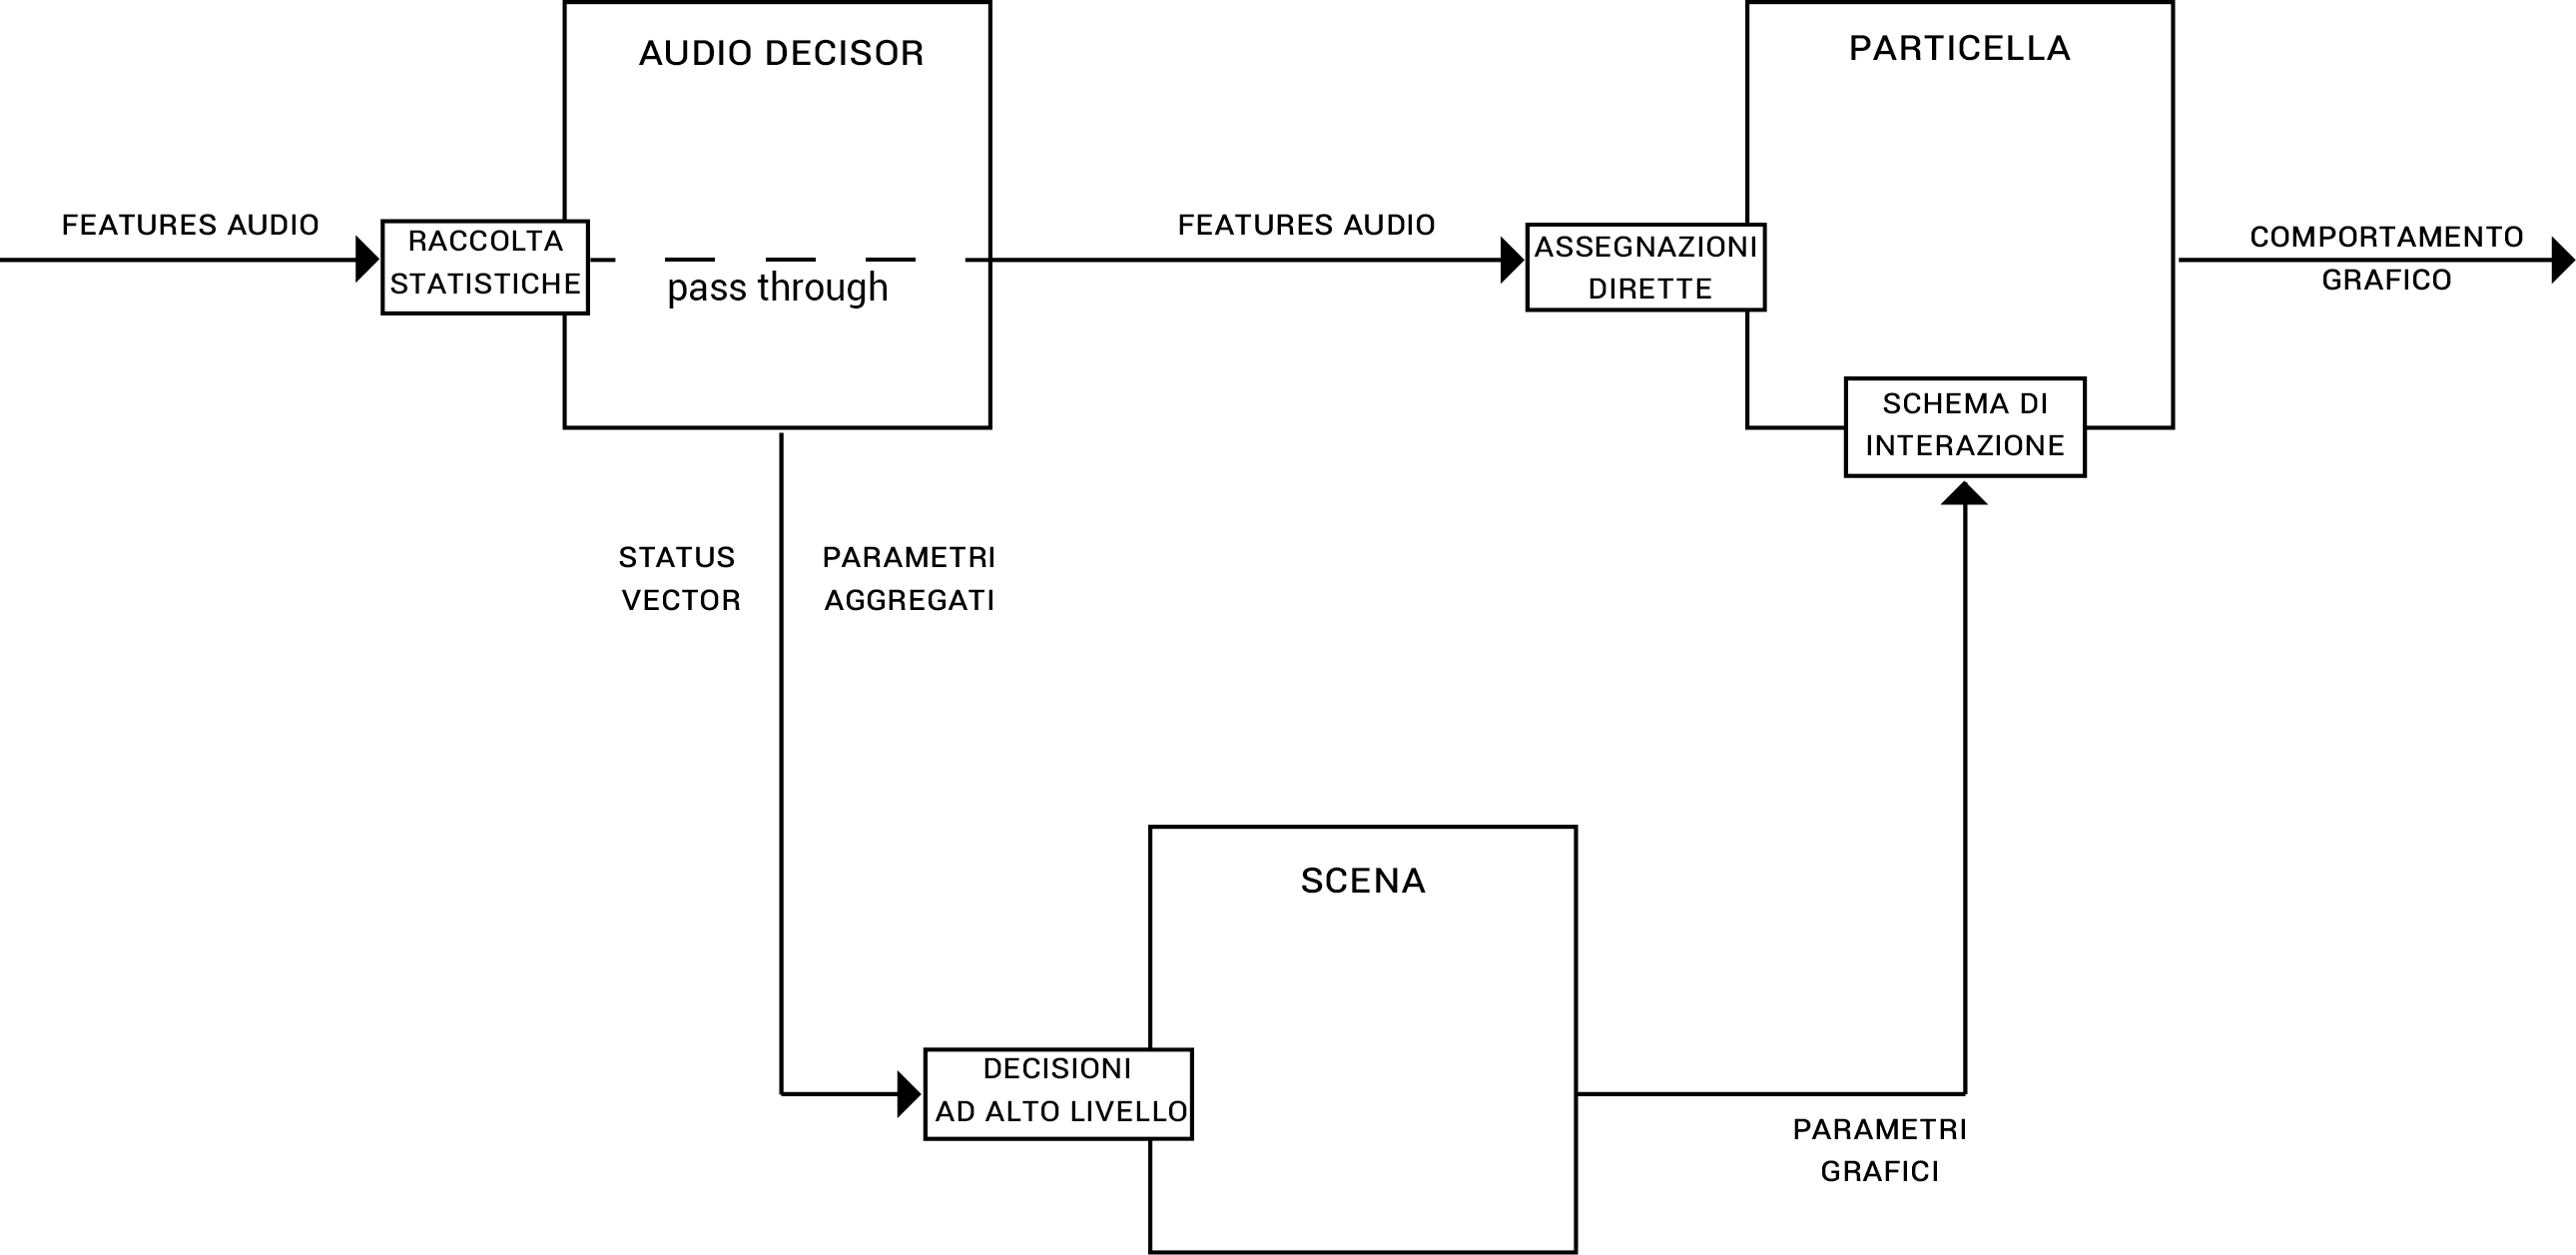 AUDIO DECISOR
PARTICELLA
FEATURES AUDIO
RACCOLTA
STATISTICHE
pass through
FEATURES AUDIO
ASSEGNAZIONI
DIRETTE
COMPORTAMENTO
GRAFICO
SCHEMA DI
INTERAZIONE
STATUS
VECTOR
PARAMETRI
AGGREGATI
SCENA
DECISIONI
AD ALTO LIVELLO
PARAMETRI
GRAFICI